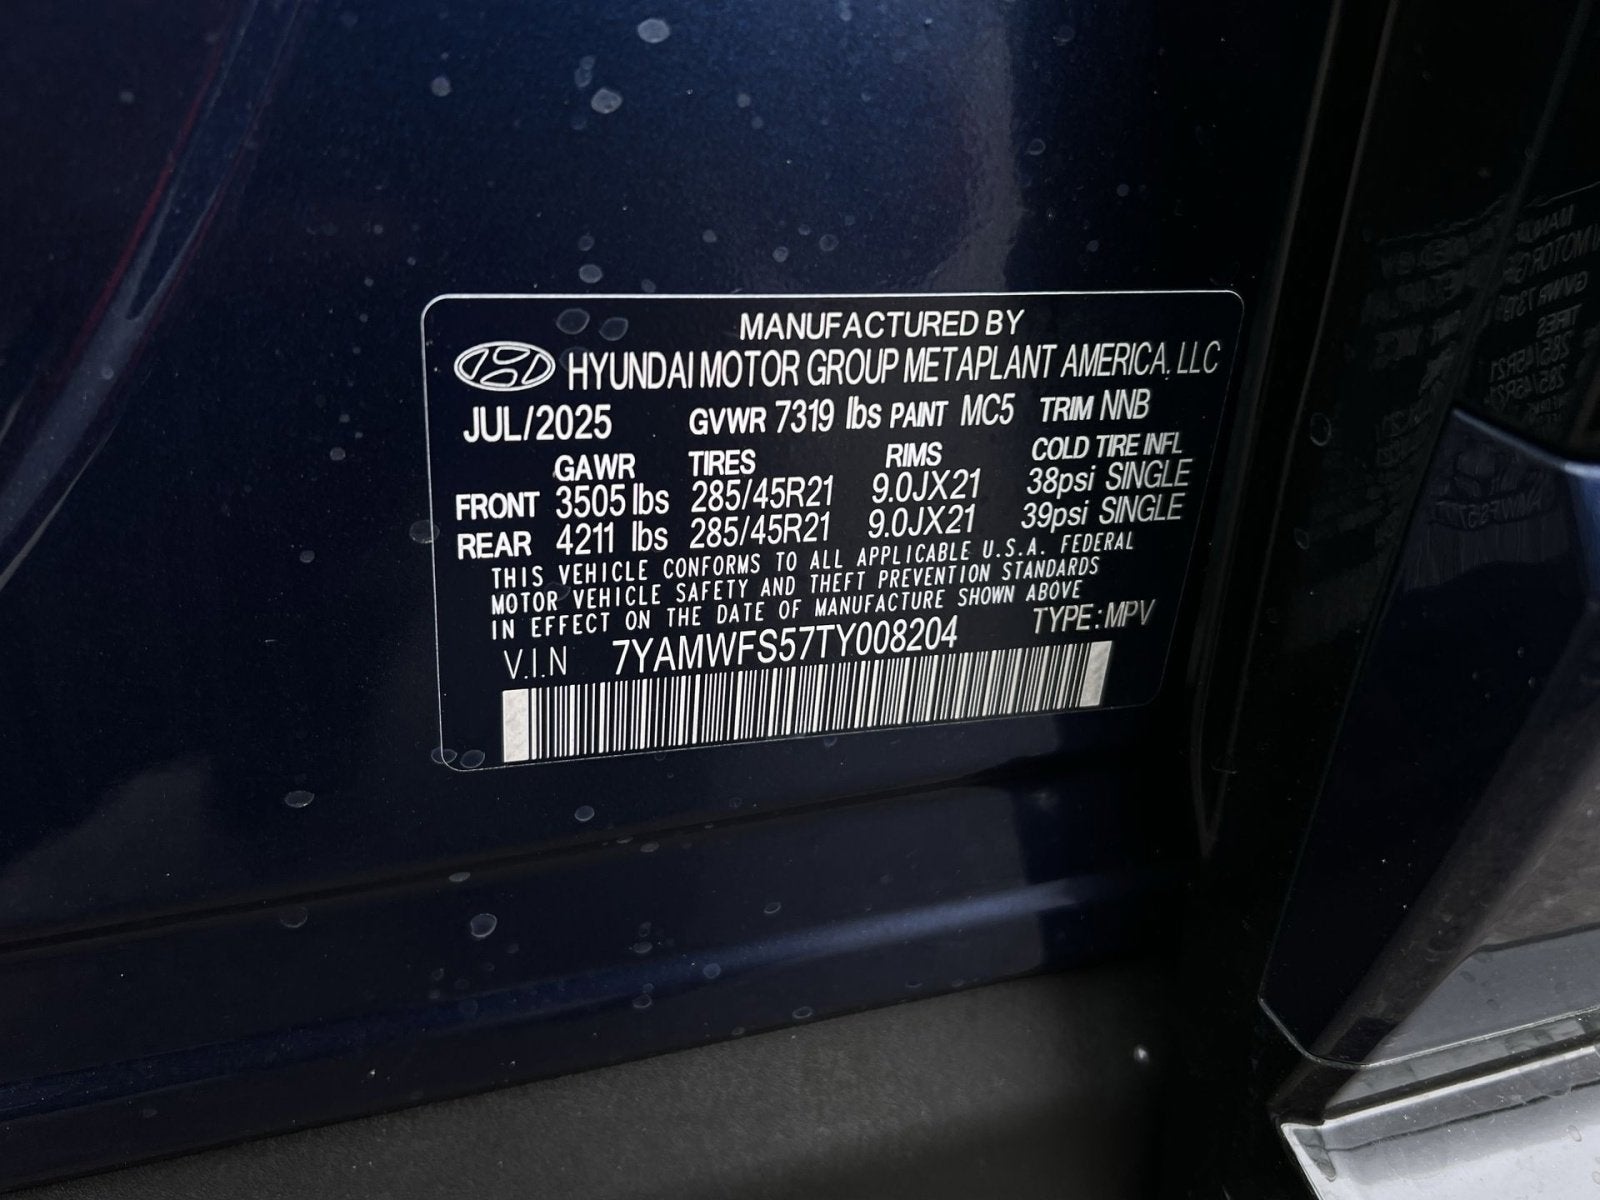 MANUFACTURED BY
HYUNDAI MOTOR GROUP METAPLANT AMERICA, LLC
JUL/2025 GVWR 7319 lbs PAINT MC5 TRIM NNB
GAWR TIRES RIMS COLD TIRE INFL
FRONT 3505 lbs 285/45R21 9.0JX21 38psi SINGLE
REAR 4211 lbs 285/45R21 9.0JX21 39psi SINGLE
THIS VEHICLE CONFORMS TO ALL APPLICABLE U.S.A. FEDERAL
MOTOR VEHICLE SAFETY AND THEFT PREVENTION STANDARDS
IN EFFECT ON THE DATE OF MANUFACTURE SHOWN ABOVE
V.I.N 7YAMWFS57TY008204 TYPE: MPV